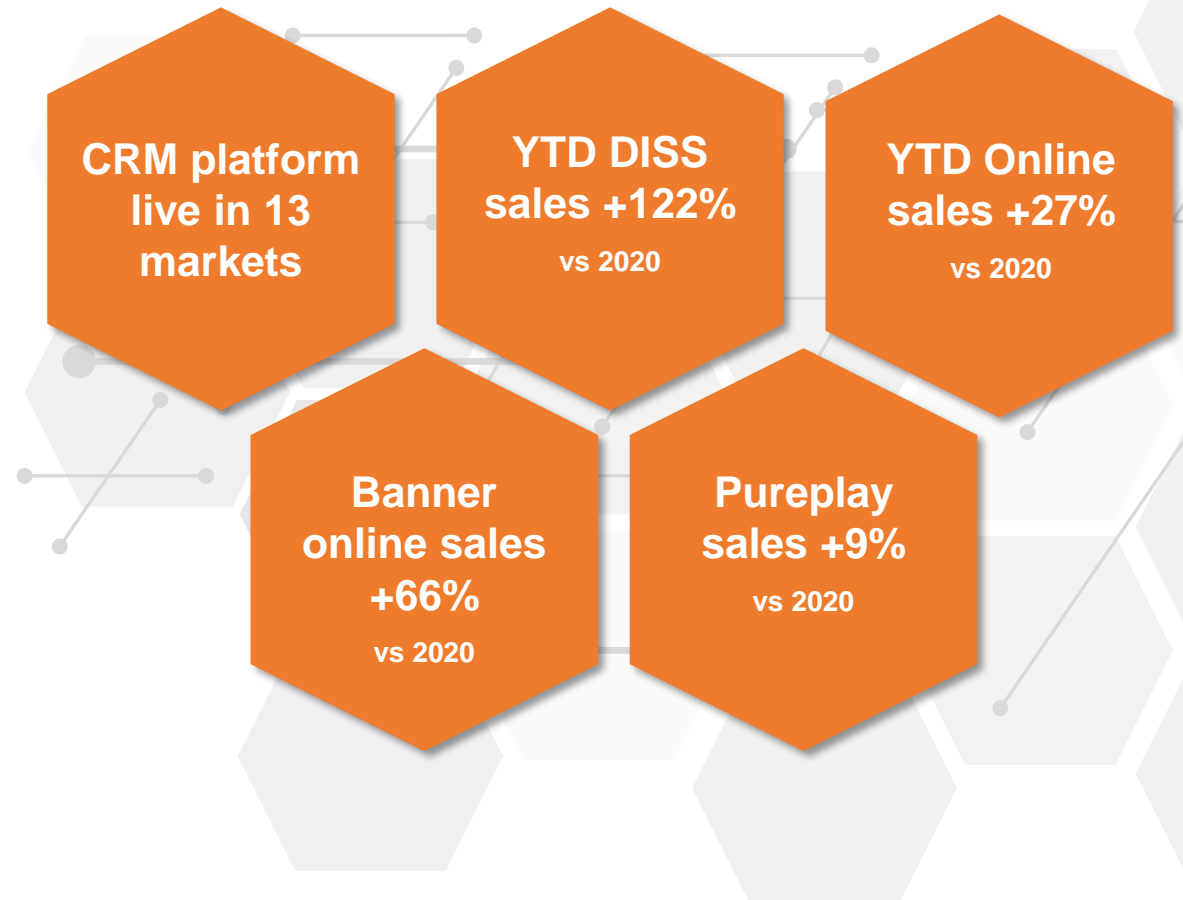 CRM platform
live in 13
markets
YTD DISS
sales +122%
vs 2020
YTD Online
sales +27%
vs 2020
Banner
online sales
+66%
vs 2020
Pureplay
sales +9%
vs 2020